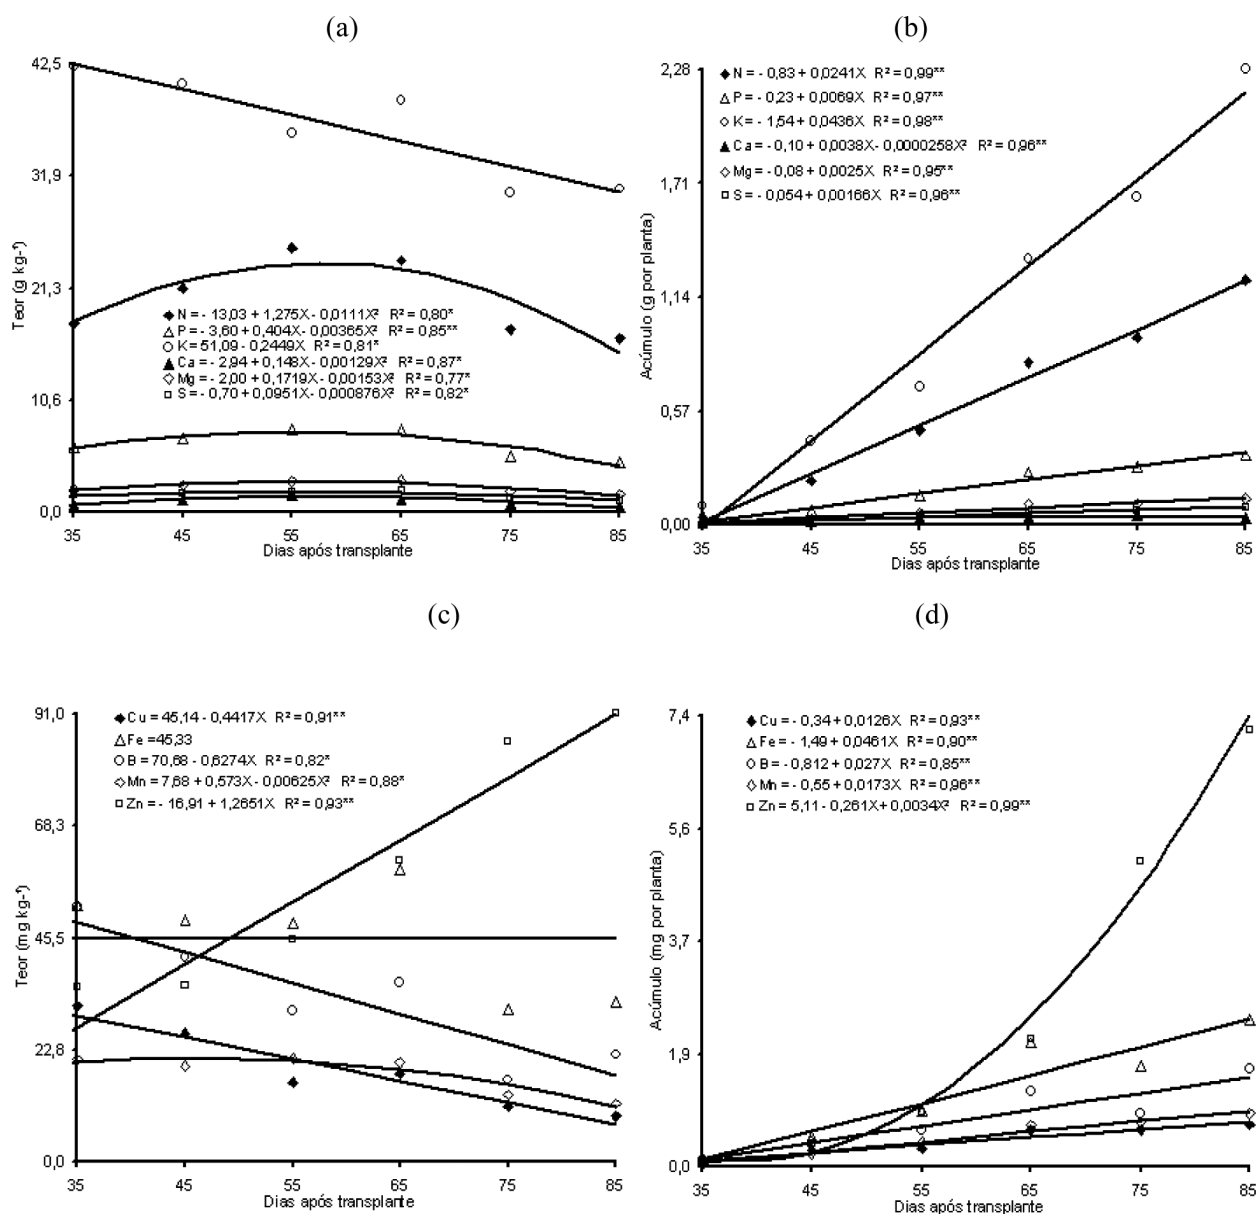 (a)
42,5
31,9
21,3
10,6
0,0
Teor (g kg-¹)
N = - 13,03 + 1,275X - 0,0111X² R² = 0,80*
P = - 3,60 + 0,404X - 0,00365X² R² = 0,85**
K = 51,09 - 0,2449X R² = 0,81*
Ca = - 2,94 + 0,148X - 0,00129X² R² = 0,87*
Mg = - 2,00 + 0,1719X - 0,00153X² R² = 0,77*
S = - 0,70 + 0,0951X - 0,000876X² R² = 0,82*
35 45 55 65 75 85
Dias após transplante
(b)
2,28
1,71
1,14
0,57
0,00
Acúmulo (g por planta)
N = - 0,83 + 0,0241X R² = 0,99**
P = - 0,23 + 0,0069X R² = 0,97**
K = - 1,54 + 0,0436X R² = 0,98**
Ca = - 0,10 + 0,0038X - 0,0000258X² R² = 0,96**
Mg = - 0,08 + 0,0025X R² = 0,95**
S = - 0,054 + 0,00166X R² = 0,96**
35 45 55 65 75 85
Dias após transplante
(c)
91,0
68,3
45,5
22,8
0,0
Teor (mg kg-¹)
Cu = 45,14 - 0,4417X R² = 0,91**
Fe =45,33
B = 70,68 - 0,6274X R² = 0,82*
Mn = 7,68 + 0,573X - 0,00625X² R² = 0,88*
Zn = - 16,91 + 1,2651X R² = 0,93**
35 45 55 65 75 85
Dias após transplante
(d)
7,4
5,6
3,7
1,9
0,0
Acúmulo (mg por planta)
Cu = - 0,34 + 0,0126X R² = 0,93**
Fe = - 1,49 + 0,0461X R² = 0,90**
B = - 0,812 + 0,027X R² = 0,85**
Mn = - 0,55 + 0,0173X R² = 0,96**
Zn = 5,11 - 0,261X + 0,0034X² R² = 0,99**
35 45 55 65 75 85
Dias após transplante